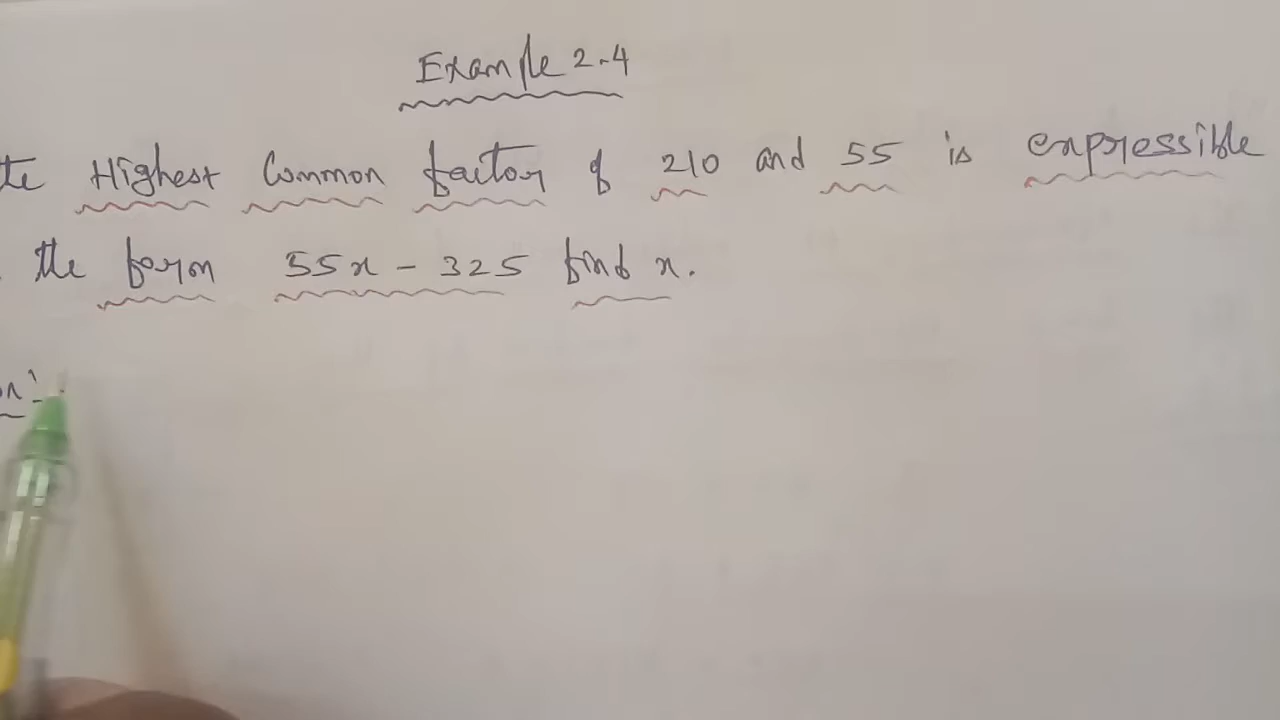 Example 2.4
the Highest Common factor of 210 and 55 is expressible
the form 55x - 325 find x.